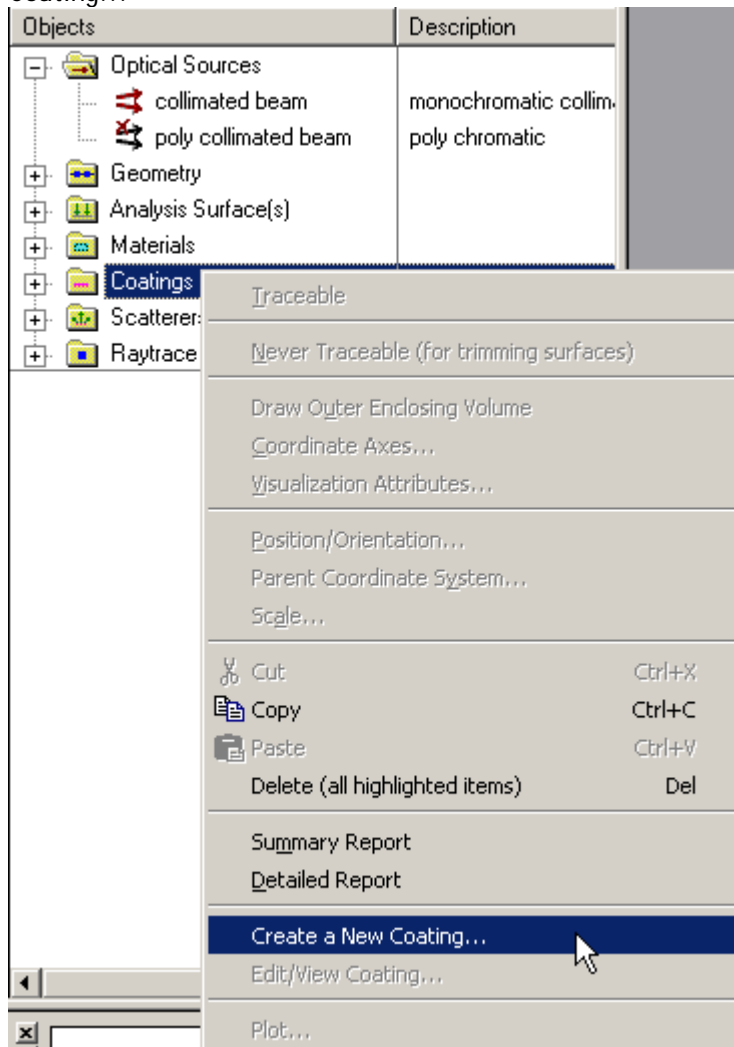 coating...
Objects Description
Optical Sources
collimated beam monochromatic collim
poly collimated beam poly chromatic
Geometry
Analysis Surface(s)
Materials
Coatings
Traceable
Scatterer
Never Traceable (for trimming surfaces)
Raytrace
Draw Outer Enclosing Volume
Coordinate Axes...
Visualization Attributes...
Position/Orientation...
Parent Coordinate System...
Scale...
Cut Ctrl+X
Copy Ctrl+C
Paste Ctrl+V
Delete (all highlighted items) Del
Summary Report
Detailed Report
Create a New Coating...
Edit/View Coating...
Plot...